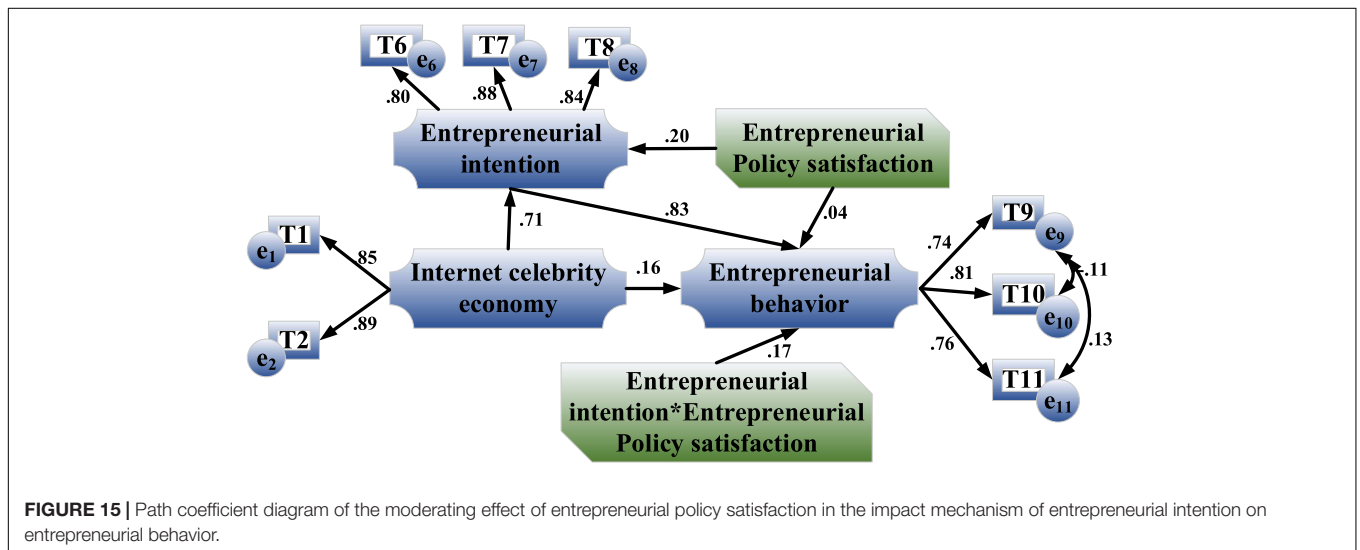 T6 e6 T7 e7 T8 e8
.80 .88 .84
Entrepreneurial
intention
.20
Entrepreneurial
Policy satisfaction
.71
.83
.04
T1
e1
.85
Internet celebrity
economy
.89
T2
e2
.16
Entrepreneurial
behavior
.17
Entrepreneurial
intention*Entrepreneurial
Policy satisfaction
.74
T9
e9
.81
T10
e10
.76
T11
e11
-.11
.13
FIGURE 15 | Path coefficient diagram of the moderating effect of entrepreneurial policy satisfaction in the impact mechanism of entrepreneurial intention on
entrepreneurial behavior.